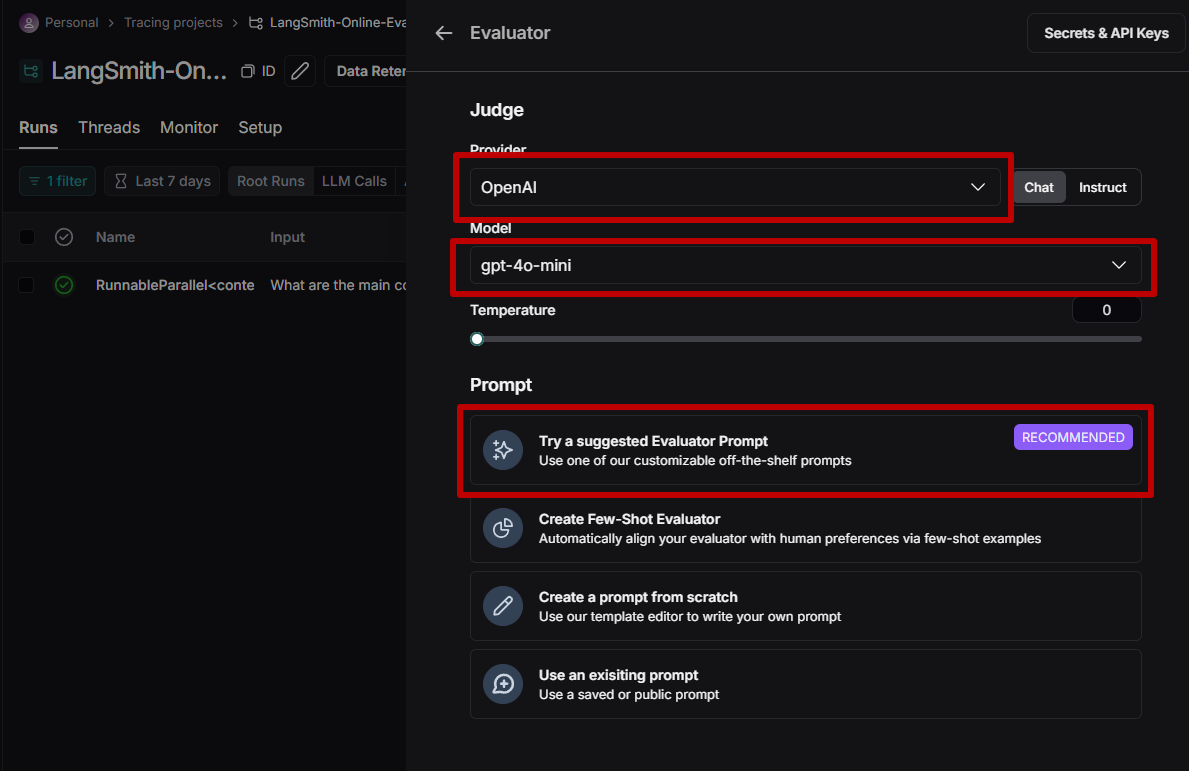 Personal > Tracing projects > LangSmith-Online-Eva
Evaluator
Secrets & API Keys
LangSmith-On... ID Data Reter
Runs Threads Monitor Setup
1 filter Last 7 days Root Runs LLM Calls
Name Input
RunnableParallel<conte What are the main co
Judge
Provider
OpenAI
Chat Instruct
Model
gpt-4o-mini
Temperature
0
Prompt
Try a suggested Evaluator Prompt
RECOMMENDED
Use one of our customizable off-the-shelf prompts
Create Few-Shot Evaluator
Automatically align your evaluator with human preferences via few-shot examples
Create a prompt from scratch
Use our template editor to write your own prompt
Use an exisiting prompt
Use a saved or public prompt